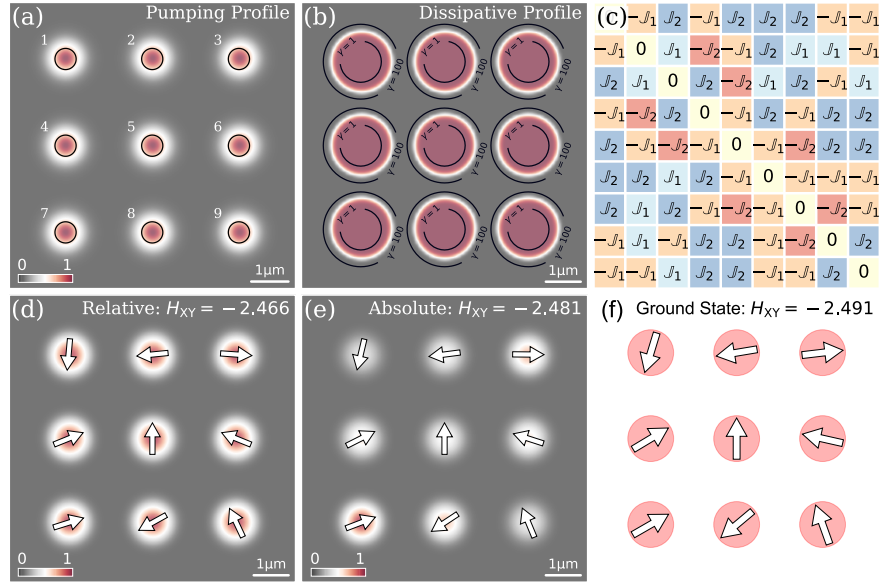 (a) Pumping Profile
1 2 3
4 5 6
7 8 9
0 1
1μm
(b) Dissipative Profile
γ = 1 γ = 100 γ = 1 γ = 100 γ = 1 γ = 100
γ = 1 γ = 100 γ = 1 γ = 100 γ = 1 γ = 100
γ = 1 γ = 100 γ = 1 γ = 100 γ = 1 γ = 100
1μm
(c) −𝕁₁ 𝕁₂ −𝕁₁ 𝕁₂ 𝕁₂ 𝕁₂ −𝕁₁ −𝕁₁
−𝕁₁ 0 𝕁₁ −𝕁₂ −𝕁₁ 𝕁₂ 𝕁₁ 𝕁₁ −𝕁₁
𝕁₂ 𝕁₁ 0 𝕁₂ −𝕁₂ 𝕁₁ 𝕁₁ −𝕁₁ 𝕁₁
−𝕁₁ −𝕁₂ 𝕁₂ 0 −𝕁₁ 𝕁₂ −𝕁₁ 𝕁₂ 𝕁₂
𝕁₂ −𝕁₁ −𝕁₂ −𝕁₁ 0 −𝕁₁ −𝕁₂ 𝕁₂ 𝕁₂
𝕁₂ 𝕁₂ 𝕁₁ 𝕁₂ −𝕁₁ 0 −𝕁₁ −𝕁₁ −𝕁₁
𝕁₂ 𝕁₁ 𝕁₁ −𝕁₁ −𝕁₂ −𝕁₁ 0 −𝕁₂ −𝕁₁
−𝕁₁ 𝕁₁ −𝕁₁ 𝕁₂ 𝕁₂ −𝕁₁ −𝕁₂ 0 𝕁₂
−𝕁₁ −𝕁₁ 𝕁₁ 𝕁₂ 𝕁₂ −𝕁₁ −𝕁₁ 𝕁₂ 0
(d) Relative: H_XY = −2.466
0 1
1μm
(e) Absolute: H_XY = −2.481
0 1
1μm
(f) Ground State: H_XY = −2.491